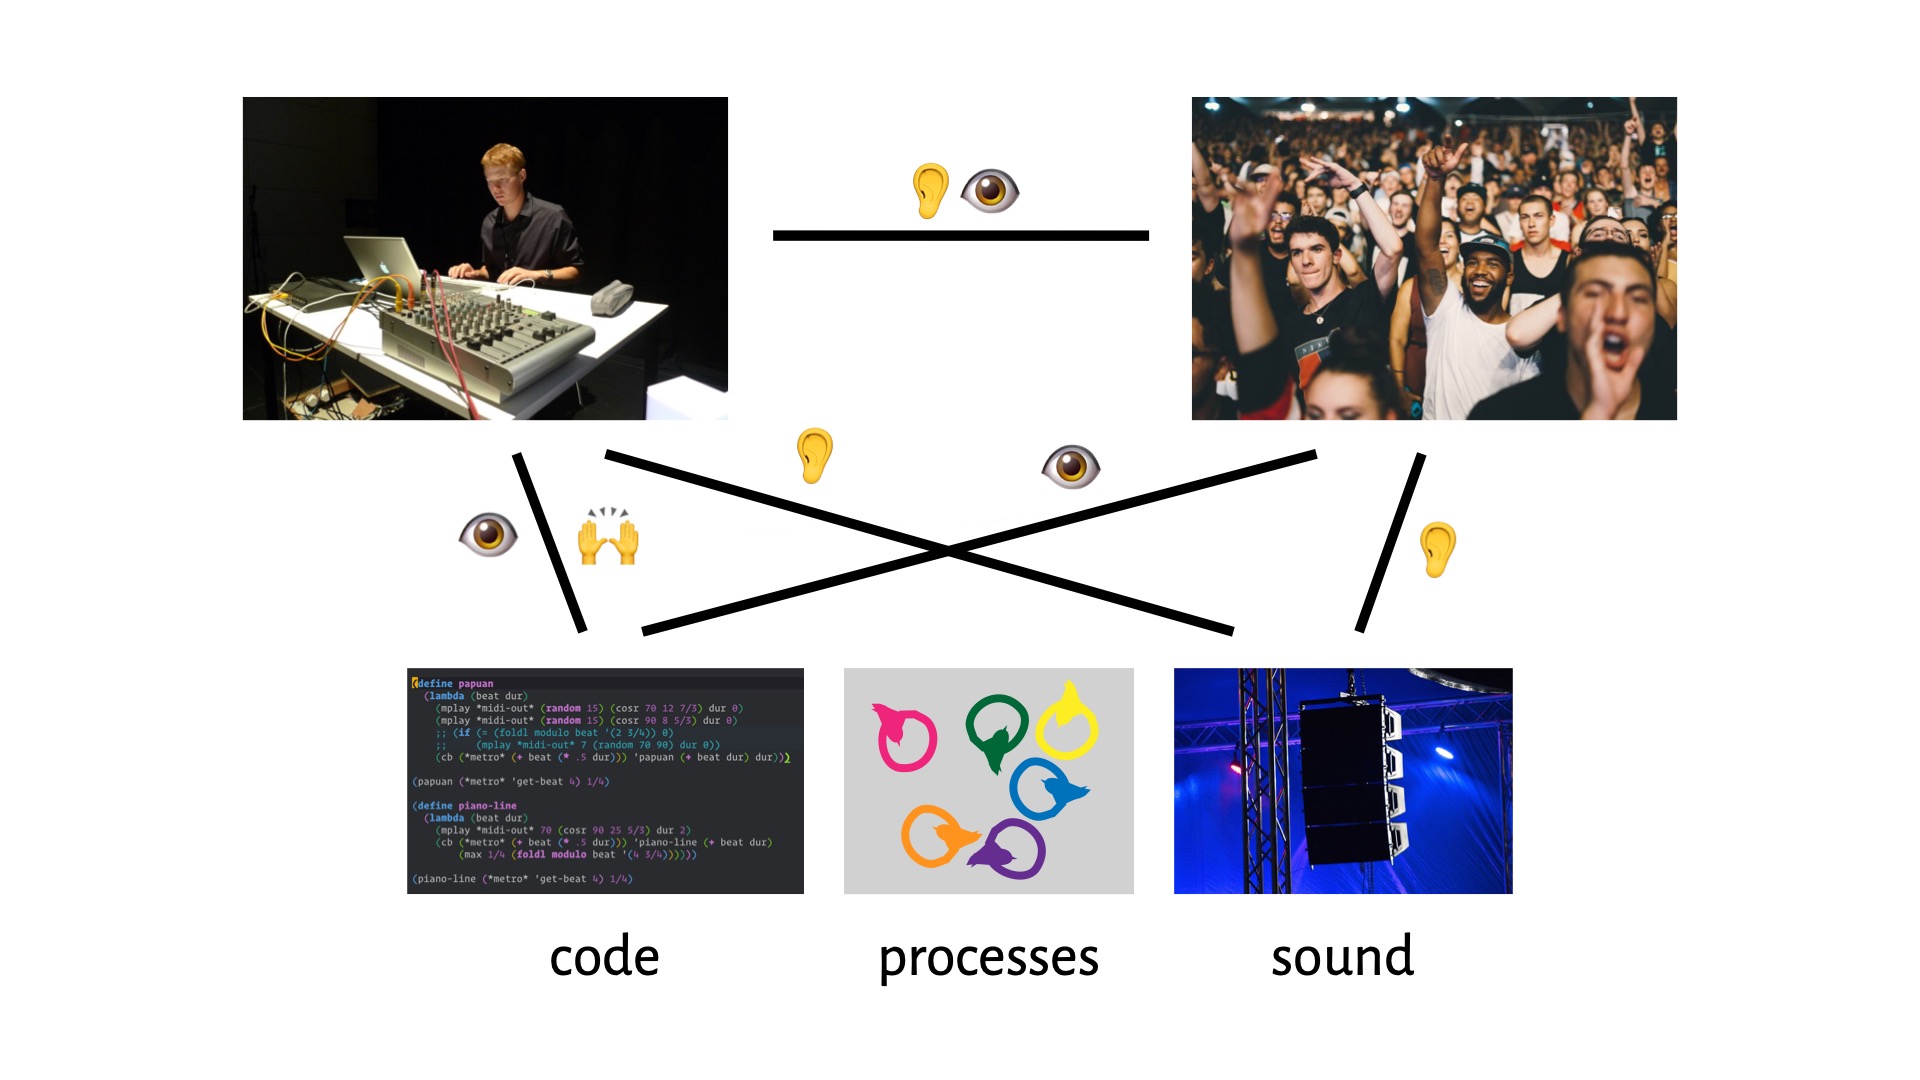 (define papuan
(lambda (beat dur)
(mplay *midi-out* (random 15) (cosr 70 12 7/3) dur 0)
(mplay *midi-out* (random 15) (cosr 90 8 5/3) dur 0)
;; (if (= (foldl modulo beat '(2 3/4)) 0)
;; (mplay *midi-out* 7 (random 70 90) dur 0))
(cb (*metro* (+ beat (* .5 dur))) 'papuan (+ beat dur) dur)))
(papuan (*metro* 'get-beat 4) 1/4)
(define piano-line
(lambda (beat dur)
(mplay *midi-out* 70 (cosr 90 25 5/3) dur 2)
(cb (*metro* (+ beat (* .5 dur))) 'piano-line (+ beat dur)
(max 1/4 (foldl modulo beat '(4 3/4))))))
(piano-line (*metro* 'get-beat 4) 1/4)
code
processes
sound